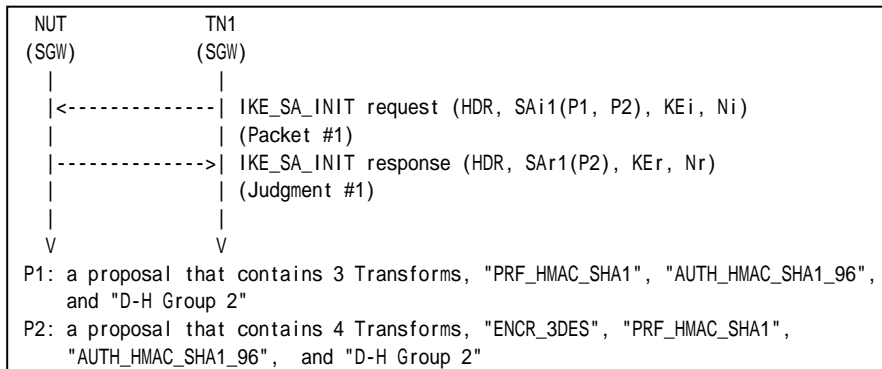 NUT TN1
(SGW) (SGW)
| |
|<--------------| IKE_SA_INIT request (HDR, SAi1(P1, P2), KEi, Ni)
| | (Packet #1)
|-------------->| IKE_SA_INIT response (HDR, SAr1(P2), KEr, Nr)
| | (Judgment #1)
| |
V V
P1: a proposal that contains 3 Transforms, "PRF_HMAC_SHA1", "AUTH_HMAC_SHA1_96",
and "D-H Group 2"
P2: a proposal that contains 4 Transforms, "ENCR_3DES", "PRF_HMAC_SHA1",
"AUTH_HMAC_SHA1_96", and "D-H Group 2"